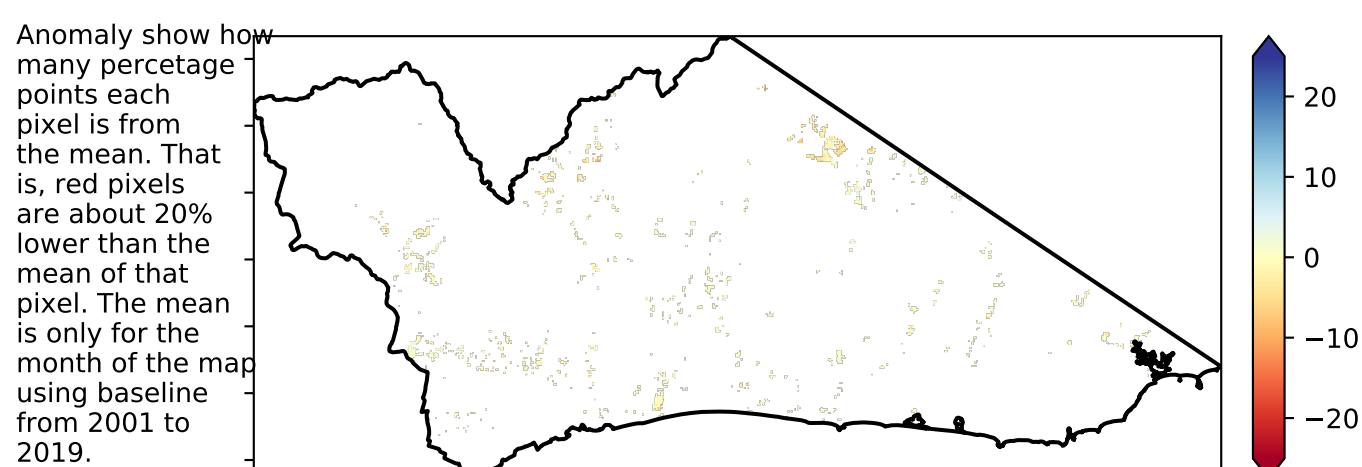 Anomaly show how
many percetage
points each
pixel is from
the mean. That
is, red pixels
are about 20%
lower than the
mean of that
pixel. The mean
is only for the
month of the map
using baseline
from 2001 to
2019.
20
10
0
−10
−20